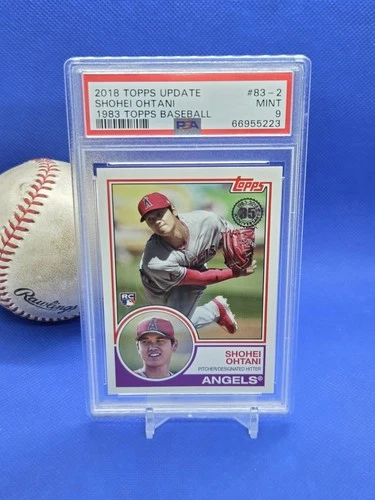 2018 TOPPS UPDATE #83-2
SHOHEI OHTANI MINT
1983 TOPPS BASEBALL PSA 9
66955223
Topps
35
RC
Rawlings
SHOHEI
OHTANI
PITCHER/DESIGNATED HITTER
ANGELS®